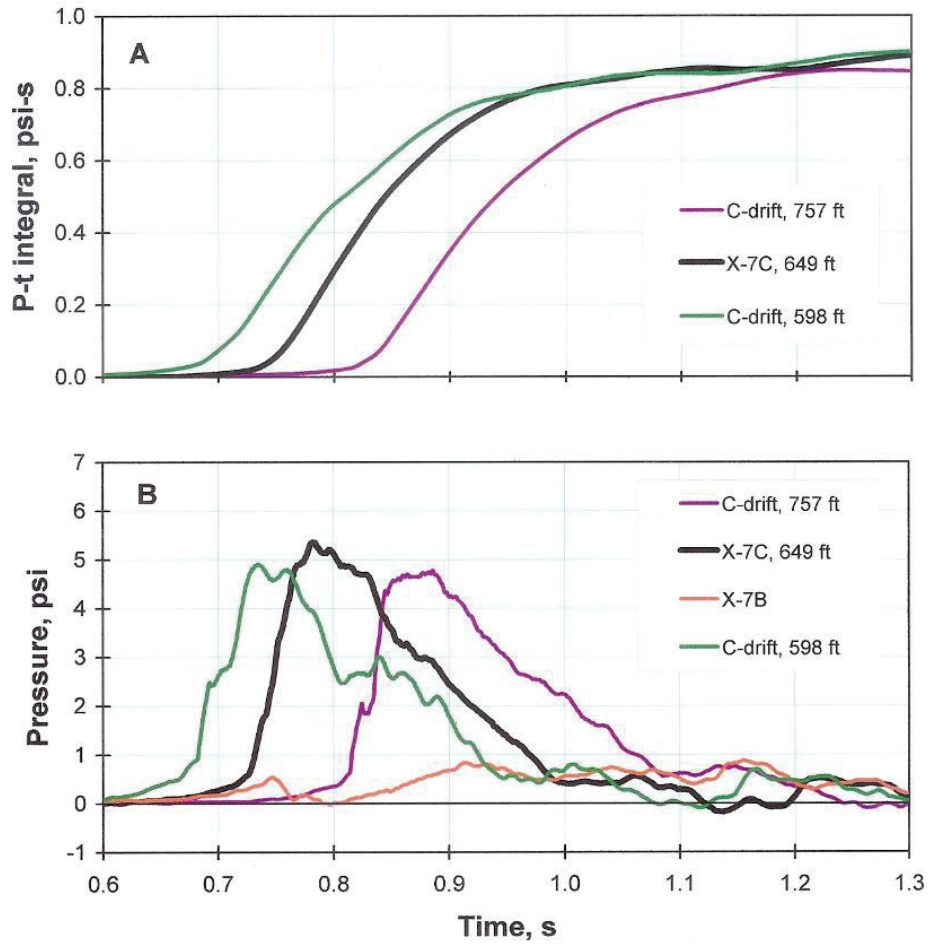 A
P-t integral, psi-s
1.0
0.8
0.6
0.4
0.2
0.0
C-drift, 757 ft
X-7C, 649 ft
C-drift, 598 ft
B
Pressure, psi
7
6
5
4
3
2
1
0
-1
C-drift, 757 ft
X-7C, 649 ft
X-7B
C-drift, 598 ft
0.6 0.7 0.8 0.9 1.0 1.1 1.2 1.3
Time, s